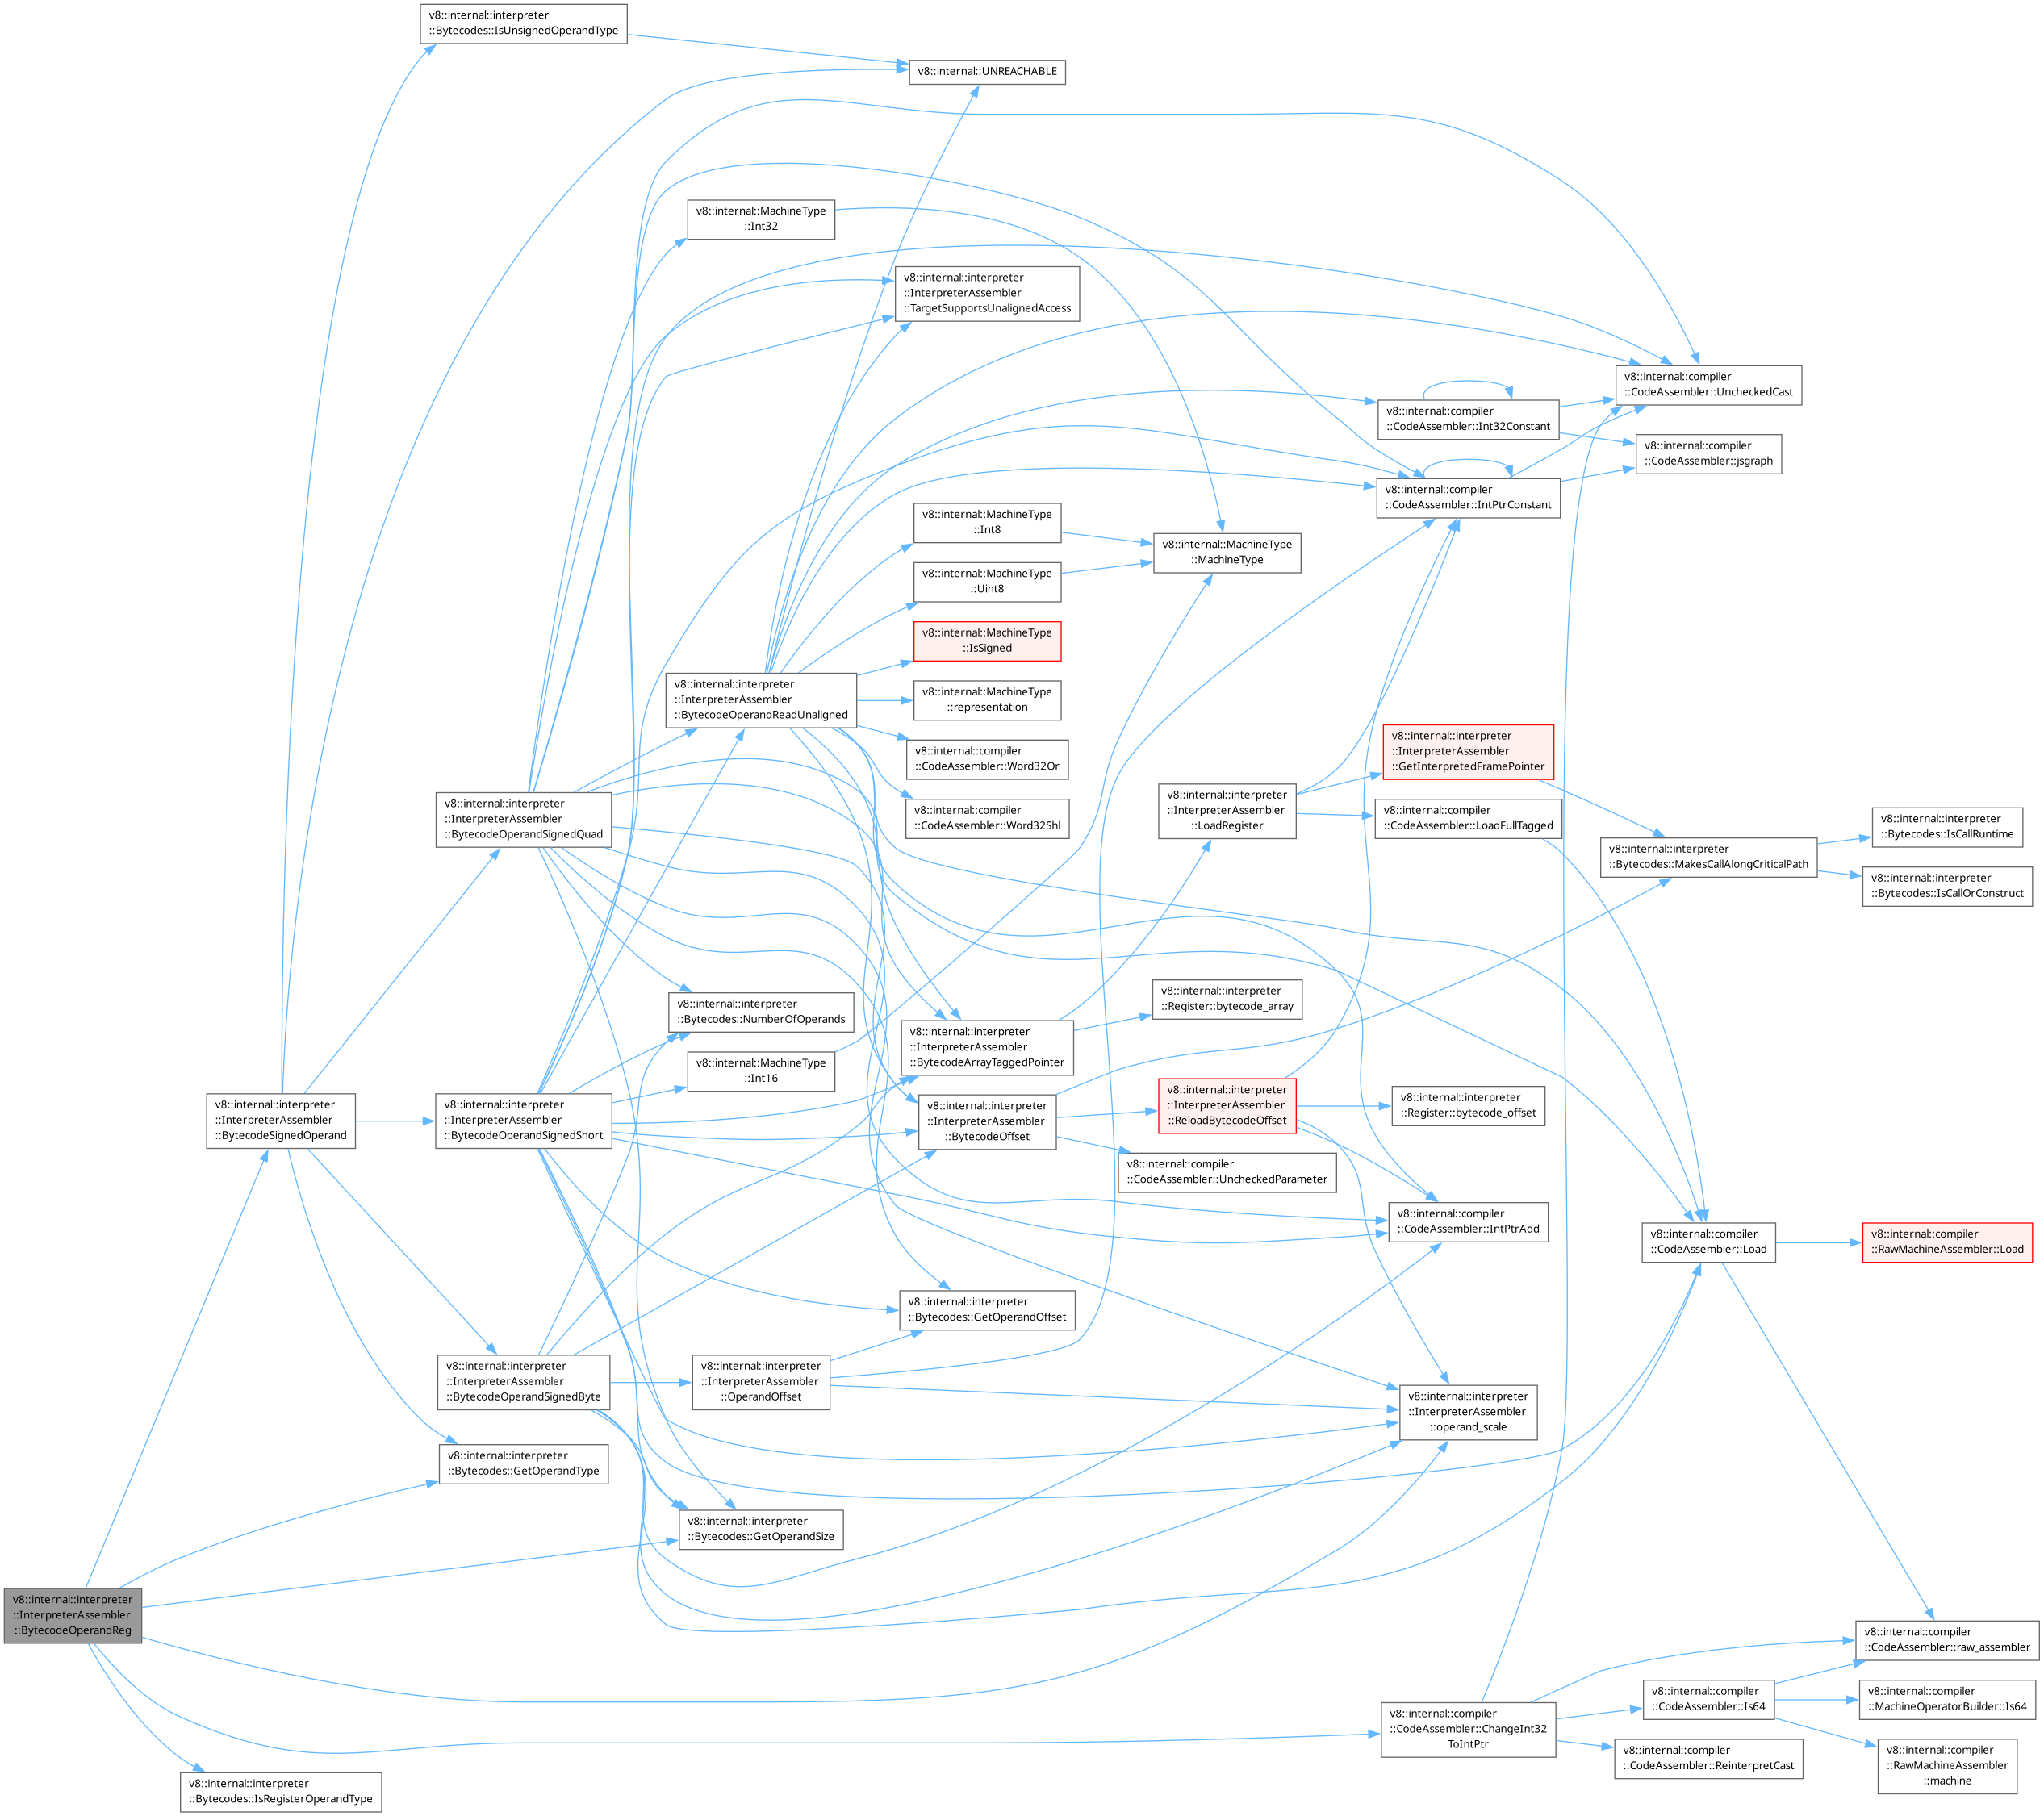 v8::internal::interpreter
::Bytecodes::IsUnsignedOperandType
v8::internal::UNREACHABLE
v8::internal::MachineType
::Int32
v8::internal::interpreter
::InterpreterAssembler
::TargetSupportsUnalignedAccess
v8::internal::compiler
::CodeAssembler::UncheckedCast
v8::internal::compiler
::CodeAssembler::Int32Constant
v8::internal::compiler
::CodeAssembler::jsgraph
v8::internal::compiler
::CodeAssembler::IntPtrConstant
v8::internal::MachineType
::Int8
v8::internal::MachineType
::MachineType
v8::internal::MachineType
::Uint8
v8::internal::MachineType
::IsSigned
v8::internal::interpreter
::InterpreterAssembler
::BytecodeOperandReadUnaligned
v8::internal::MachineType
::representation
v8::internal::compiler
::CodeAssembler::Word32Or
v8::internal::interpreter
::InterpreterAssembler
::GetInterpretedFramePointer
v8::internal::interpreter
::InterpreterAssembler
::BytecodeOperandSignedQuad
v8::internal::compiler
::CodeAssembler::Word32Shl
v8::internal::interpreter
::InterpreterAssembler
::LoadRegister
v8::internal::compiler
::CodeAssembler::LoadFullTagged
v8::internal::interpreter
::Bytecodes::IsCallRuntime
v8::internal::interpreter
::Bytecodes::MakesCallAlongCriticalPath
v8::internal::interpreter
::Bytecodes::IsCallOrConstruct
v8::internal::interpreter
::Bytecodes::NumberOfOperands
v8::internal::interpreter
::Register::bytecode_array
v8::internal::interpreter
::InterpreterAssembler
::BytecodeArrayTaggedPointer
v8::internal::MachineType
::Int16
v8::internal::interpreter
::InterpreterAssembler
::BytecodeSignedOperand
v8::internal::interpreter
::InterpreterAssembler
::BytecodeOperandSignedShort
v8::internal::interpreter
::InterpreterAssembler
::BytecodeOffset
v8::internal::interpreter
::InterpreterAssembler
::ReloadBytecodeOffset
v8::internal::interpreter
::Register::bytecode_offset
v8::internal::compiler
::CodeAssembler::UncheckedParameter
v8::internal::compiler
::CodeAssembler::IntPtrAdd
v8::internal::compiler
::CodeAssembler::Load
v8::internal::compiler
::RawMachineAssembler::Load
v8::internal::interpreter
::Bytecodes::GetOperandOffset
v8::internal::interpreter
::InterpreterAssembler
::BytecodeOperandSignedByte
v8::internal::interpreter
::InterpreterAssembler
::OperandOffset
v8::internal::interpreter
::InterpreterAssembler
::operand_scale
v8::internal::interpreter
::Bytecodes::GetOperandType
v8::internal::interpreter
::Bytecodes::GetOperandSize
v8::internal::interpreter
::InterpreterAssembler
::BytecodeOperandReg
v8::internal::compiler
::CodeAssembler::raw_assembler
v8::internal::compiler
::CodeAssembler::ChangeInt32
ToIntPtr
v8::internal::compiler
::CodeAssembler::Is64
v8::internal::compiler
::MachineOperatorBuilder::Is64
v8::internal::compiler
::CodeAssembler::ReinterpretCast
v8::internal::compiler
::RawMachineAssembler
::machine
v8::internal::interpreter
::Bytecodes::IsRegisterOperandType